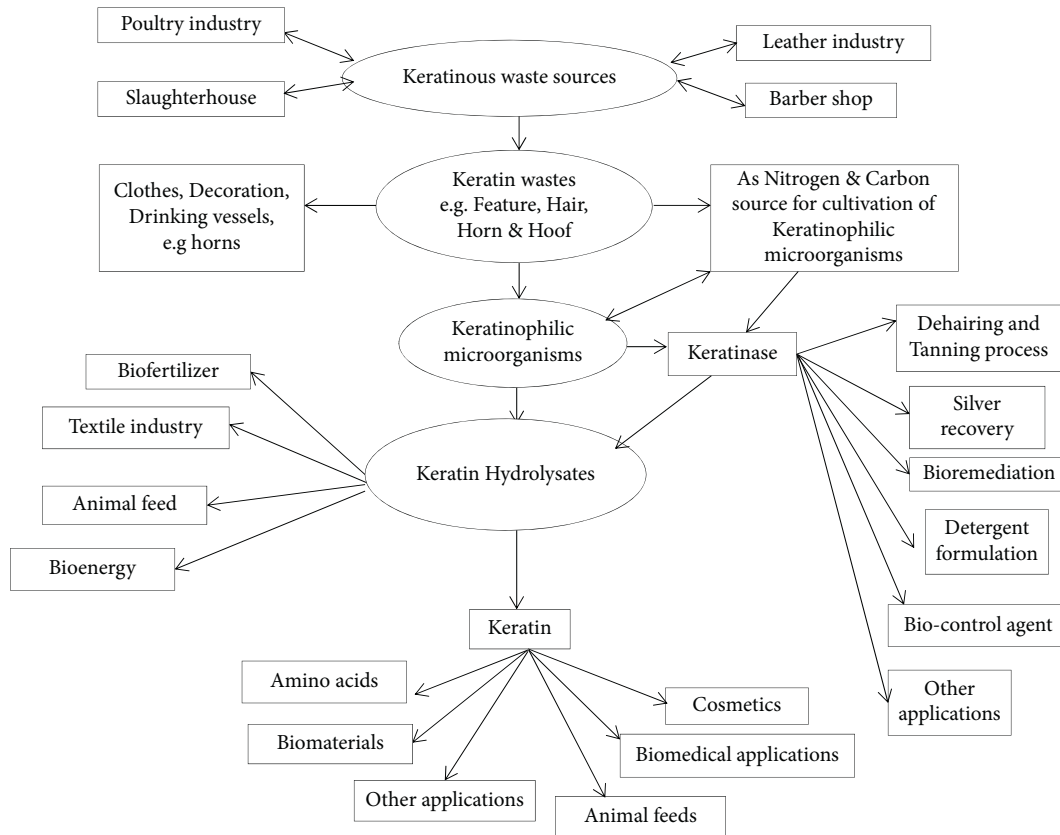 Poultry industry
Leather industry
Keratinous waste sources
Slaughterhouse
Barber shop
Clothes, Decoration,
Drinking vessels,
e.g horns
Keratin wastes
e.g. Feature, Hair,
Horn & Hoof
As Nitrogen & Carbon
source for cultivation of
Keratinophilic
microorganisms
Keratinophilic
microorganisms
Keratinase
Dehairing and
Tanning process
Biofertilizer
Silver
recovery
Textile industry
Keratin Hydrolysates
Bioremediation
Animal feed
Detergent
formulation
Bioenergy
Keratin
Bio-control agent
Amino acids
Cosmetics
Other
applications
Biomaterials
Biomedical applications
Other applications
Animal feeds